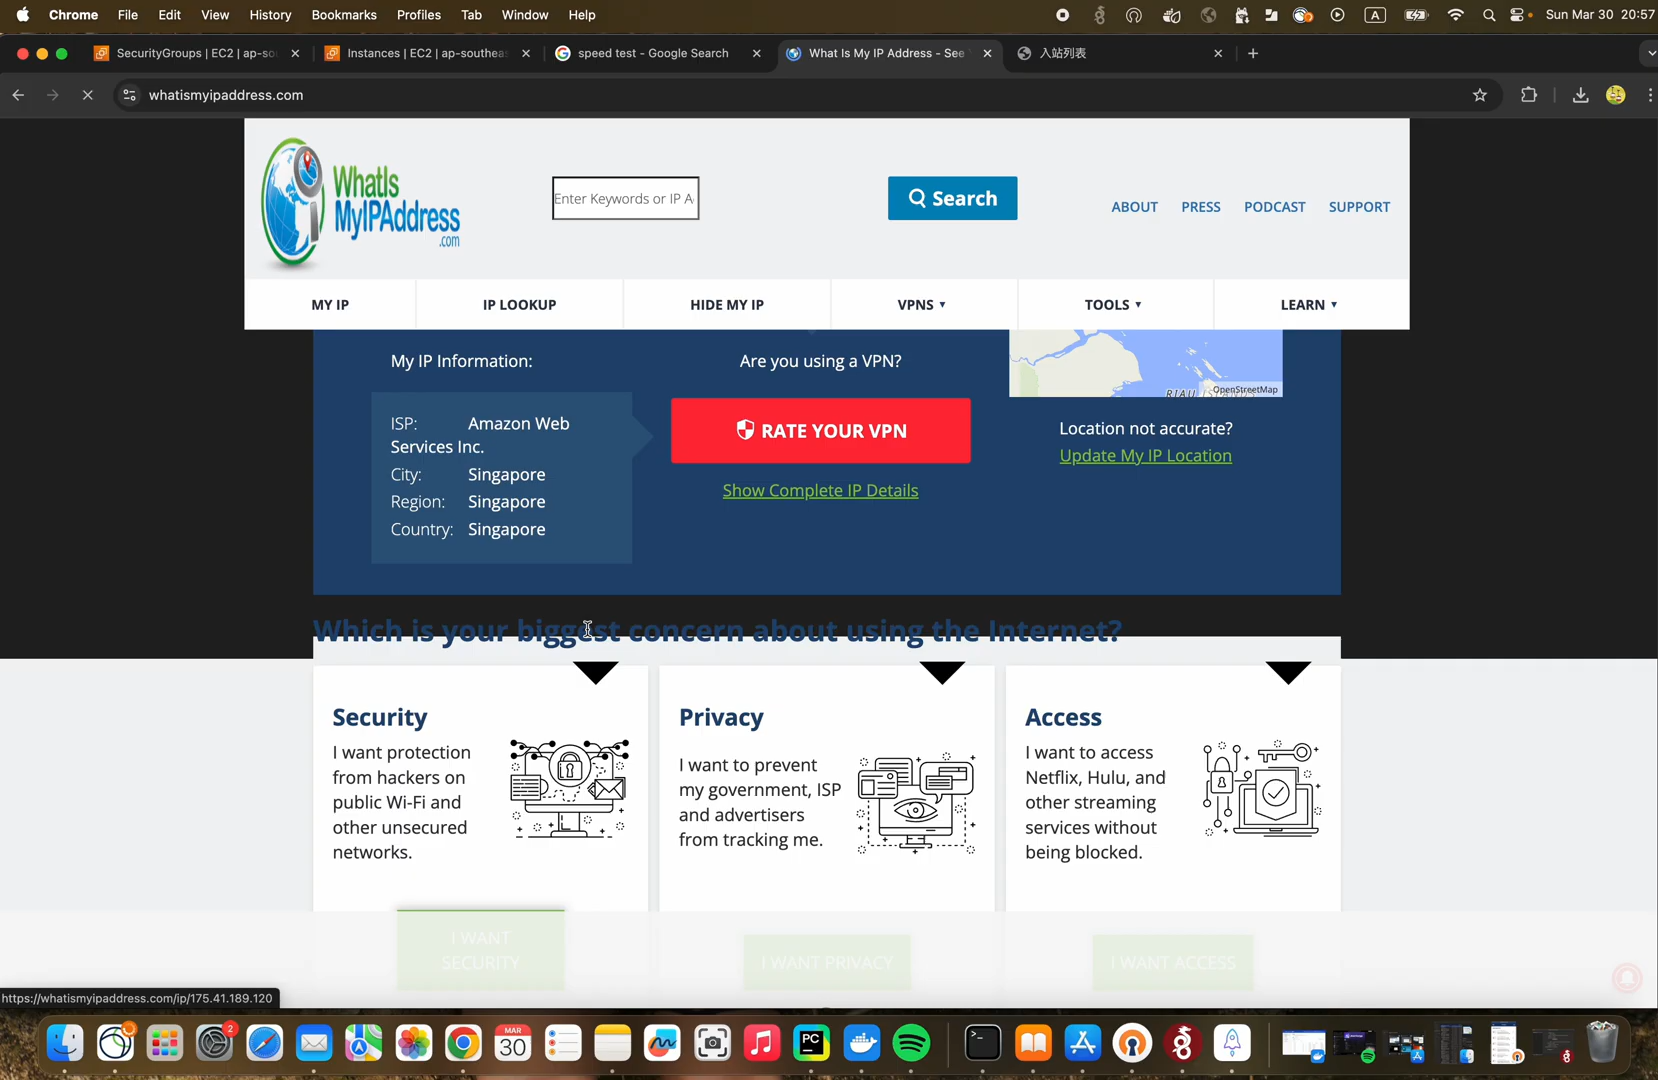 Chrome File Edit View History Bookmarks Profiles Tab Window Help A Sun Mar 30 20:57
SecurityGroups | EC2 | ap-so Instances | EC2 | ap-southeas speed test - Google Search What Is My IP Address - See 入站列表
whatismyipaddress.com
WhatIs
MyIPAddress
.com
Enter Keywords or IP A
Search
ABOUT PRESS PODCAST SUPPORT
MY IP IP LOOKUP HIDE MY IP VPNS TOOLS LEARN
My IP Information:
Are you using a VPN?
RIAU ISLANDS
OpenStreetMap
ISP: Amazon Web
Services Inc.
City: Singapore
Region: Singapore
Country: Singapore
RATE YOUR VPN
Show Complete IP Details
Location not accurate?
Update My IP Location
Which is your biggest concern about using the Internet?
Security
I want protection
from hackers on
public Wi-Fi and
other unsecured
networks.
Privacy
I want to prevent
my government, ISP
and advertisers
from tracking me.
Access
I want to access
Netflix, Hulu, and
other streaming
services without
being blocked.
I WANT
SECURITY
I WANT PRIVACY
I WANT ACCESS
https://whatismyipaddress.com/ip/175.41.189.120
2
MAR
30
PC